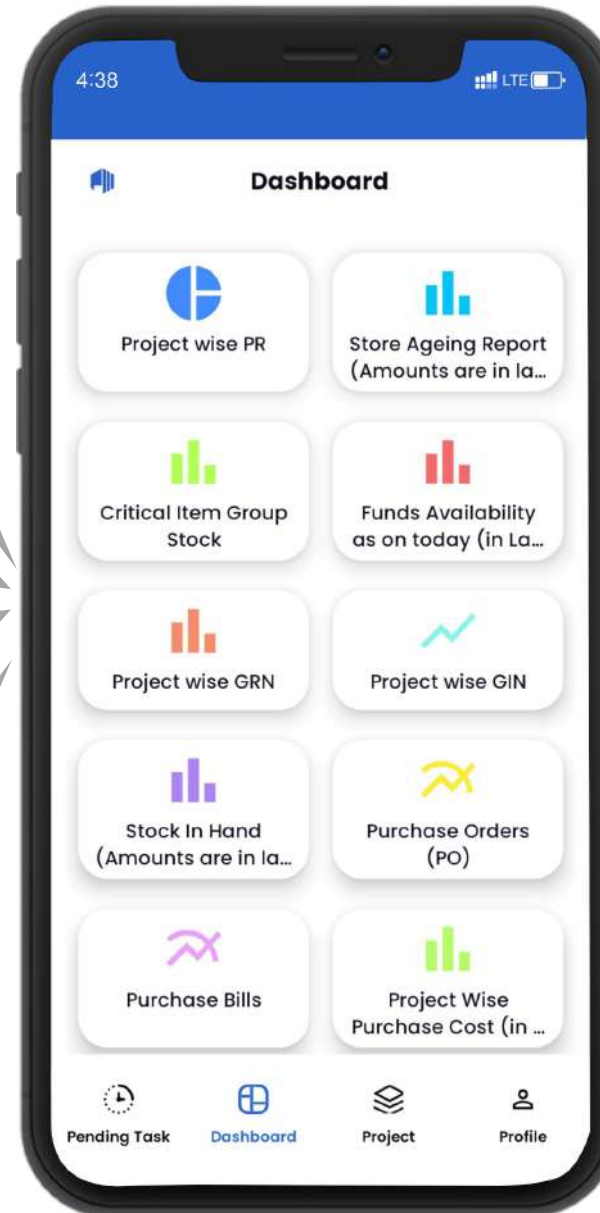 4:38
LTE
Dashboard
Project wise PR
Store Ageing Report
(Amounts are in la...
Critical Item Group
Stock
Funds Availability
as on today (in La...
Project wise GRN
Project wise GIN
Stock In Hand
(Amounts are in la...
Purchase Orders
(PO)
Purchase Bills
Project Wise
Purchase Cost (in ...
Pending Task
Dashboard
Project
Profile